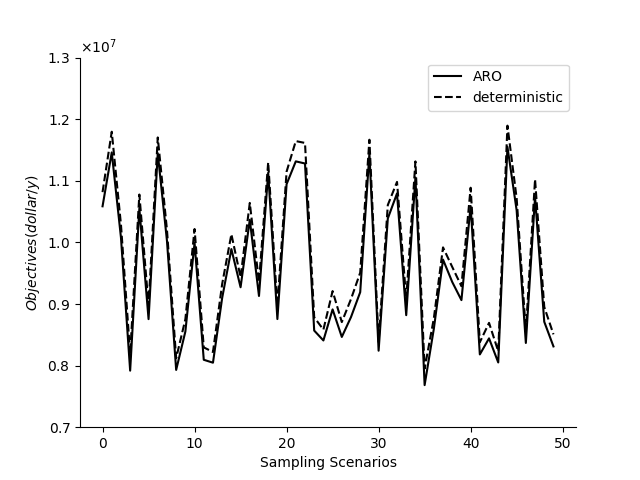 ×10⁷
1.3
1.2
1.1
1.0
0.9
0.8
0.7
Objectives(dollar/y)
ARO
deterministic
0 10 20 30 40 50
Sampling Scenarios